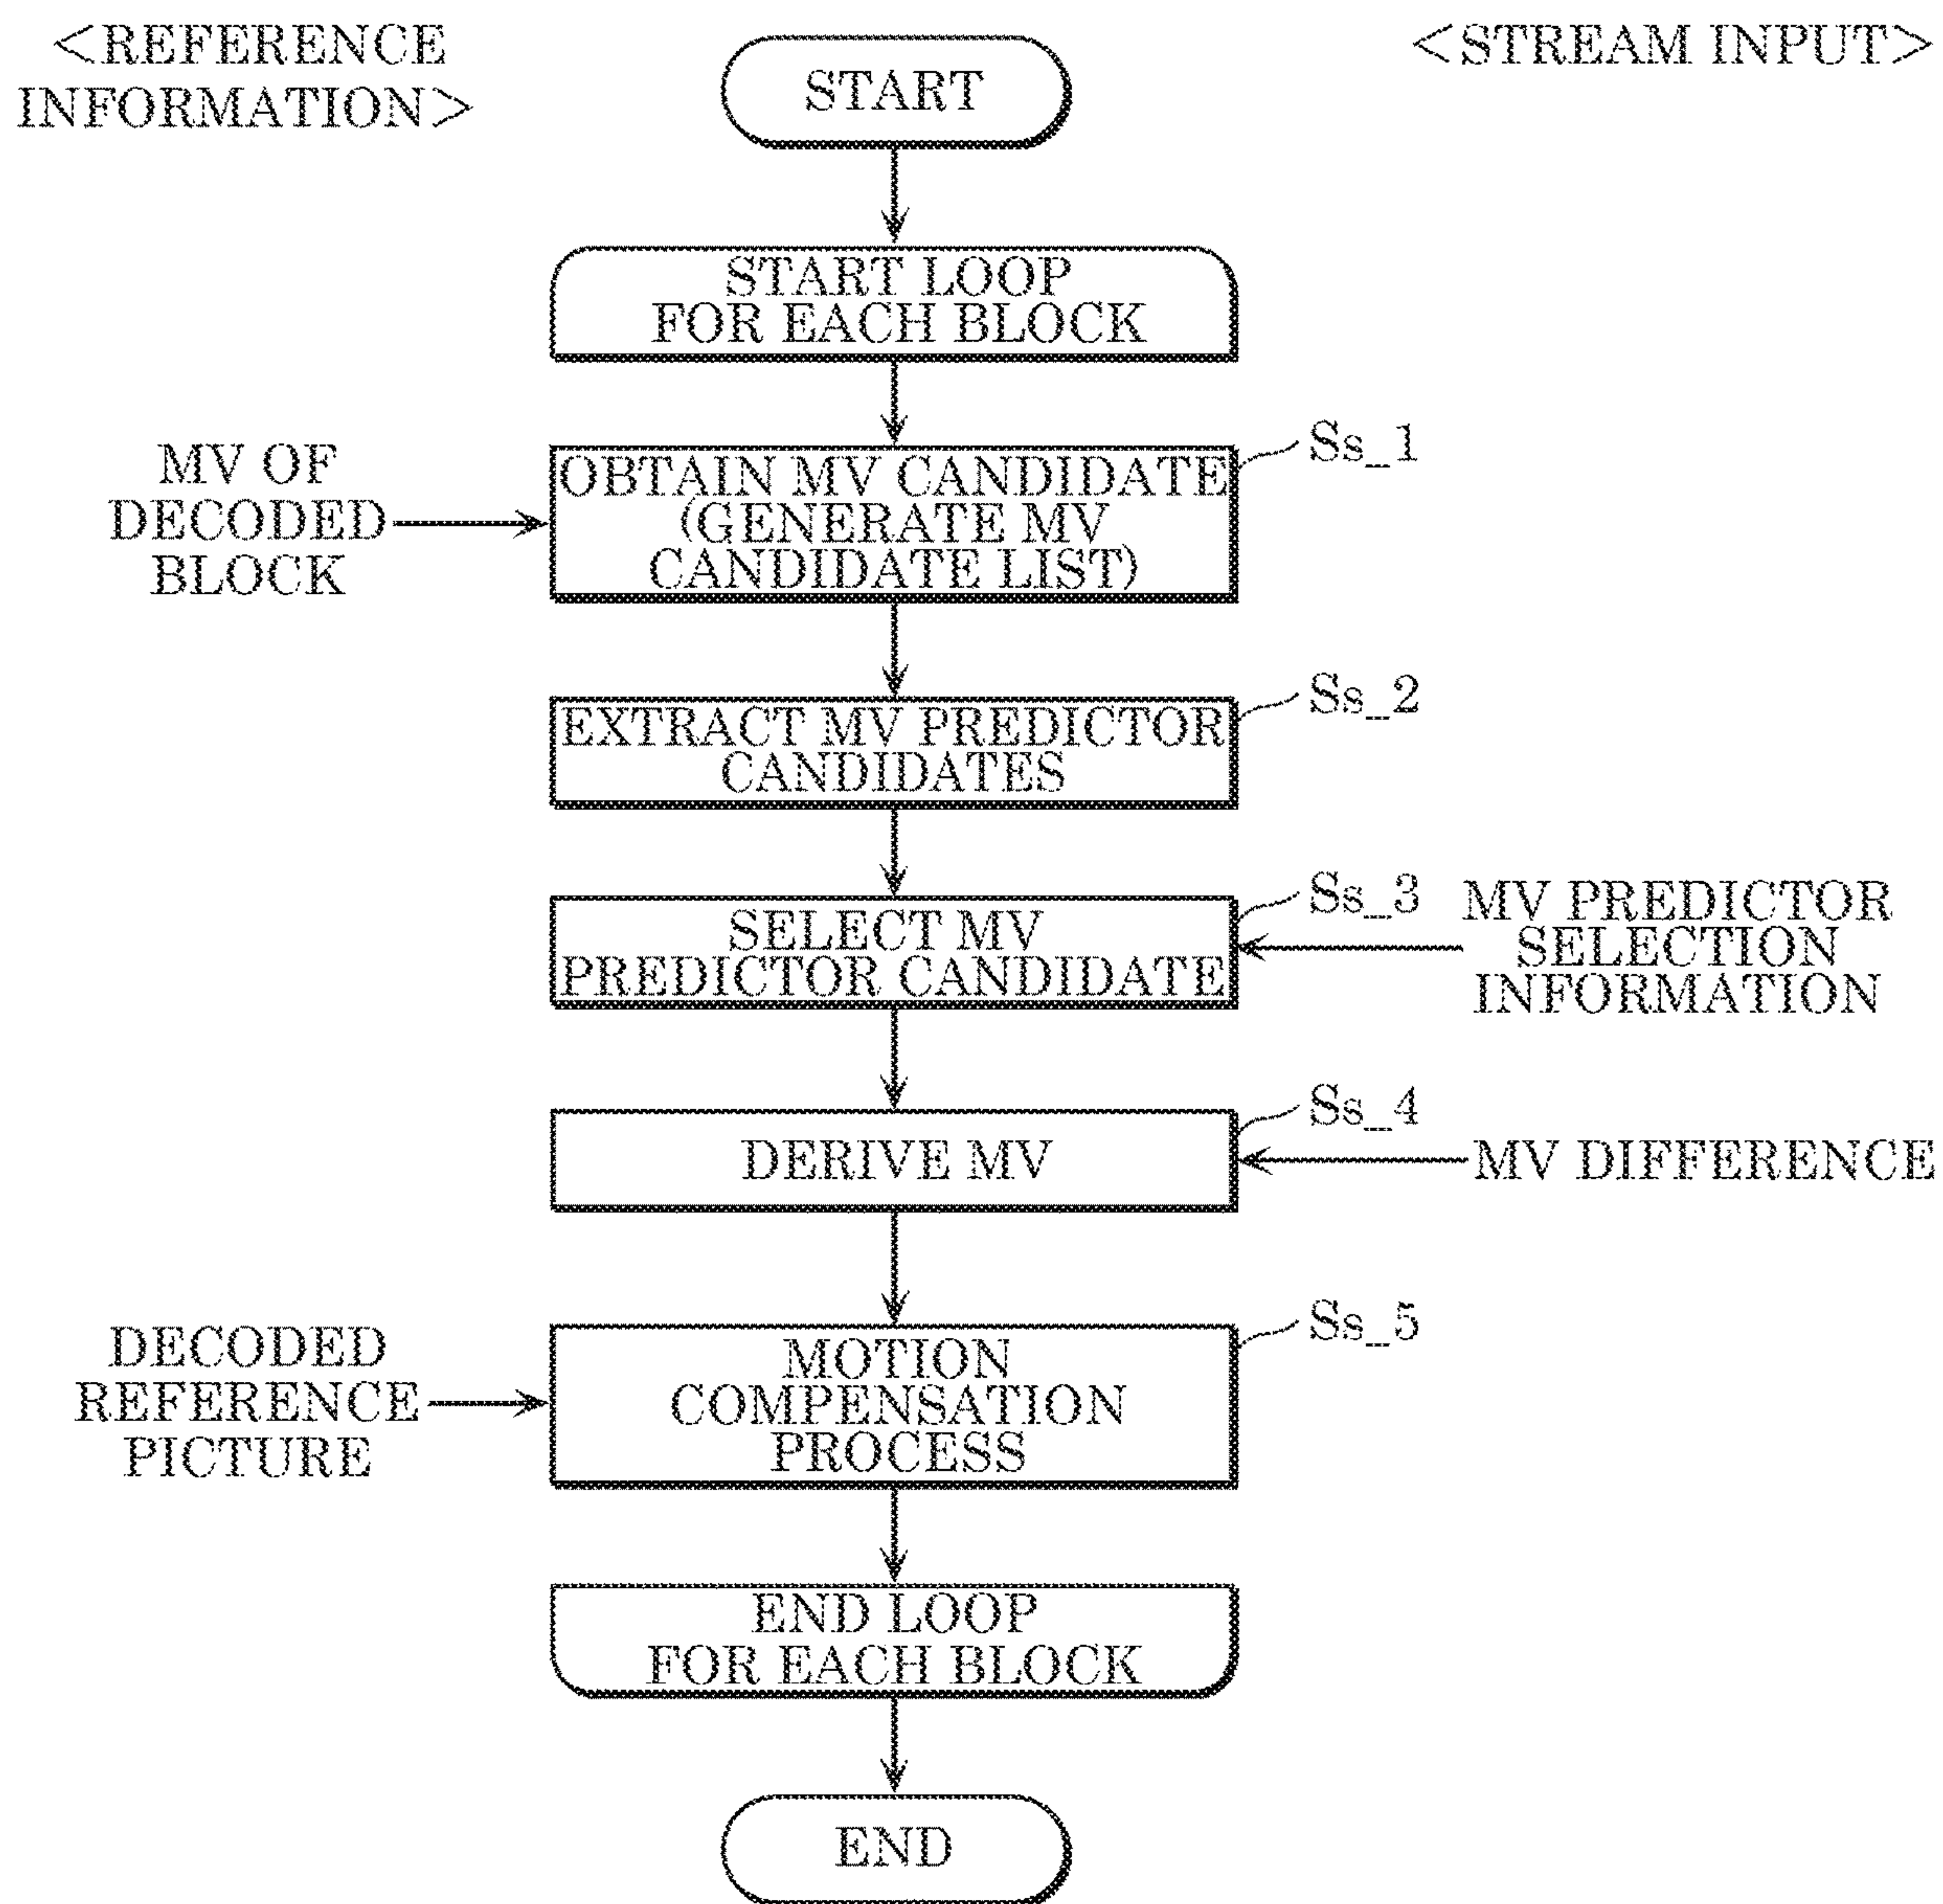 <REFERENCE
INFORMATION>
<STREAM INPUT>
START
START LOOP
FOR EACH BLOCK
MV OF
DECODED
BLOCK
OBTAIN MV CANDIDATE
(GENERATE MV
CANDIDATE LIST)
Ss_1
EXTRACT MV PREDICTOR
CANDIDATES
Ss_2
SELECT MV
PREDICTOR CANDIDATE
Ss_3
MV PREDICTOR
SELECTION
INFORMATION
DERIVE MV
Ss_4
MV DIFFERENCE
DECODED
REFERENCE
PICTURE
MOTION
COMPENSATION
PROCESS
Ss_5
END LOOP
FOR EACH BLOCK
END